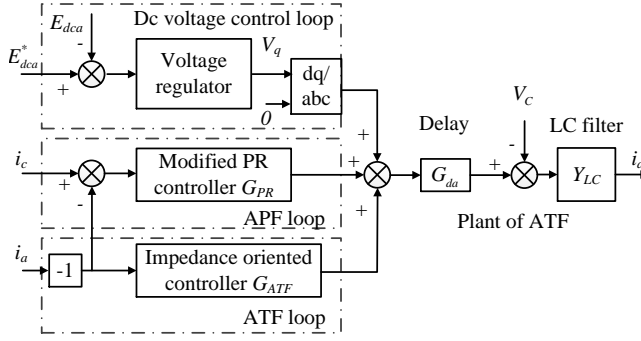 E_dca
Dc voltage control loop
E*_dca
-
+
Voltage
regulator
V_q
0
dq/
abc
i_c
+
-
Modified PR
controller G_PR
APF loop
i_a
-1
Impedance oriented
controller G_ATF
ATF loop
+
+
+
Delay
G_da
V_C
-
+
LC filter
Y_LC
Plant of ATF